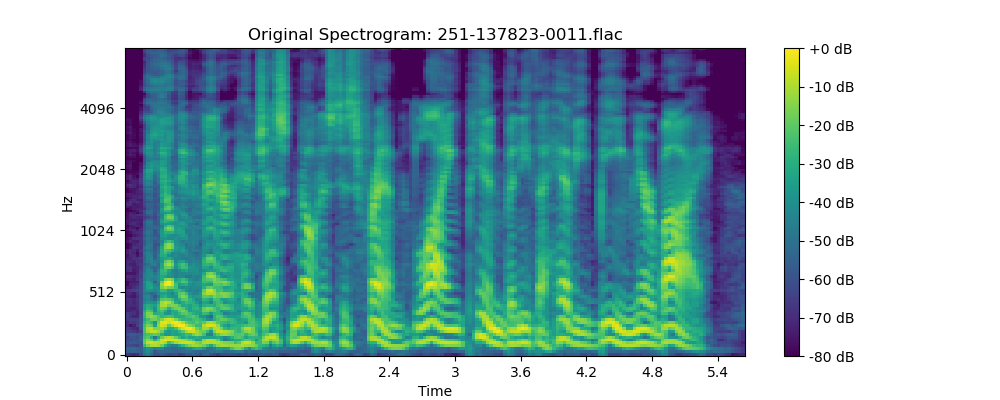 Original Spectrogram: 251-137823-0011.flac
Hz
4096
2048
1024
512
0
0 0.6 1.2 1.8 2.4 3 3.6 4.2 4.8 5.4
Time
+0 dB
-10 dB
-20 dB
-30 dB
-40 dB
-50 dB
-60 dB
-70 dB
-80 dB